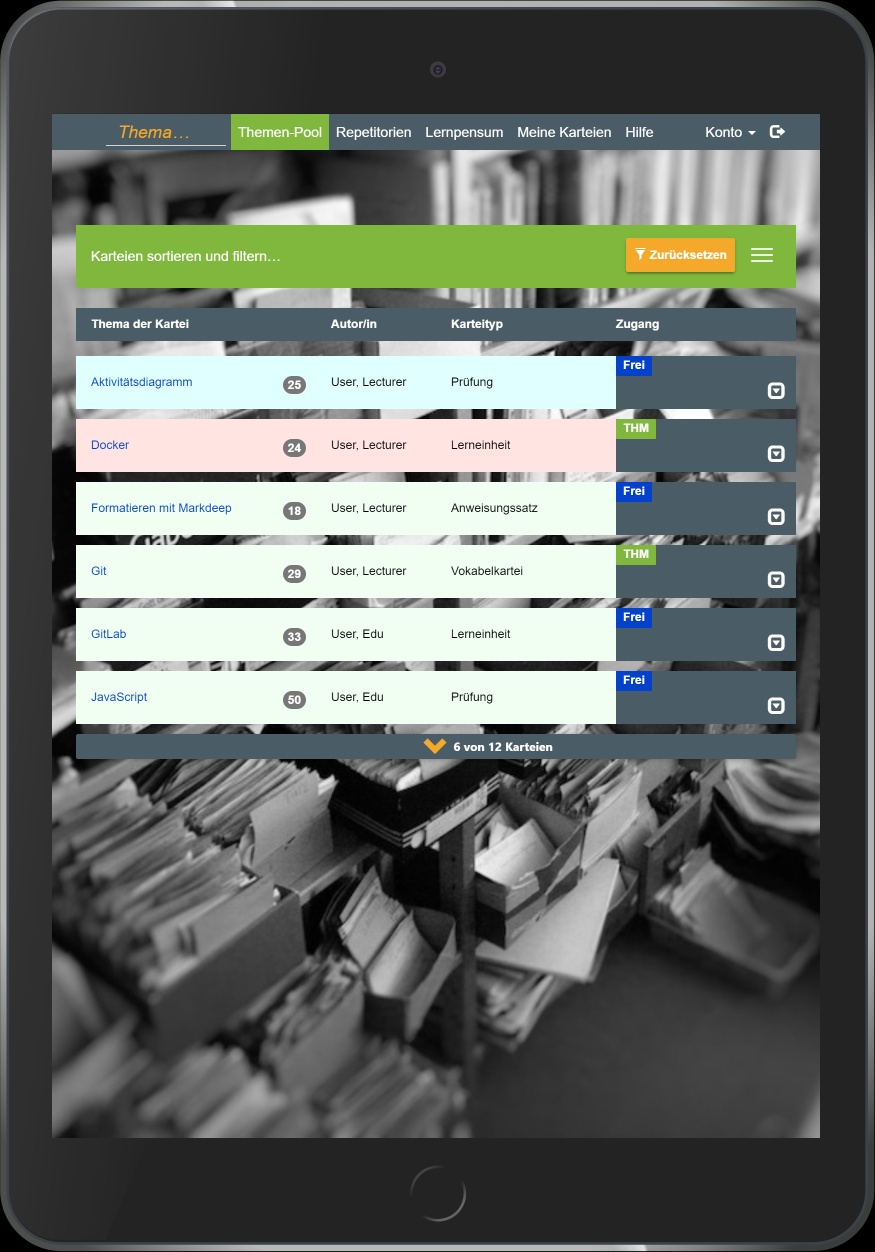 Thema… Themen-Pool Repetitorien Lernpensum Meine Karteien Hilfe Konto
Karteien sortieren und filtern… Zurücksetzen
Thema der Kartei Autor/in Karteityp Zugang
Aktivitätsdiagramm 25 User, Lecturer Prüfung Frei
Docker 24 User, Lecturer Lerneinheit THM
Formatieren mit Markdeep 18 User, Lecturer Anweisungssatz Frei
Git 29 User, Lecturer Vokabelkartei THM
GitLab 33 User, Edu Lerneinheit Frei
JavaScript 50 User, Edu Prüfung Frei
6 von 12 Karteien